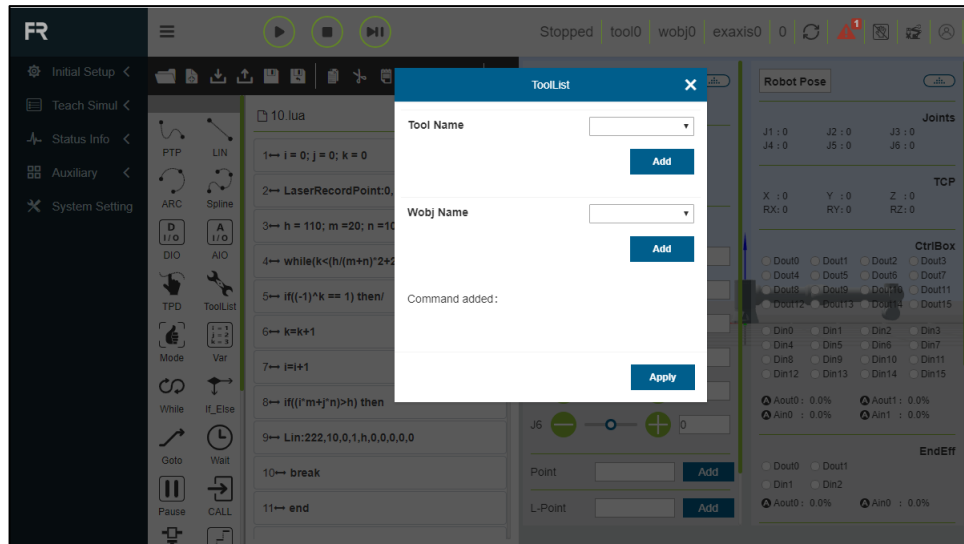 FR
Stopped tool0 wobj0 exaxis0 0 1
Initial Setup
Teach Simul
Status Info
Auxiliary
System Setting
PTP LIN
ARC Spline
D I/O A I/O
DIO AIO
TPD ToolList
i = 1
j = 2
k = 3
Mode Var
While If_Else
Goto Wait
Pause CALL
10.lua
1 i = 0; j = 0; k = 0
2 LaserRecordPoint:0,
3 h = 110; m =20; n =10
4 while(k<(h/(m+n)*2+2
5 if((-1)^k == 1) then/
6 k=k+1
7 i=i+1
8 if((i*m+j*n)>h) then
9 Lin:222,10,0,1,h,0,0,0,0,0
10 break
11 end
ToolList
Tool Name
Add
Wobj Name
Add
Command added:
Apply
J6 0
Point Add
L-Point Add
Robot Pose
Joints
J1 : 0 J2 : 0 J3 : 0
J4 : 0 J5 : 0 J6 : 0
TCP
X : 0 Y : 0 Z : 0
RX: 0 RY: 0 RZ: 0
CtrlBox
Dout0 Dout1 Dout2 Dout3
Dout4 Dout5 Dout6 Dout7
Dout8 Dout9 Dout10 Dout11
Dout12 Dout13 Dout14 Dout15
Din0 Din1 Din2 Din3
Din4 Din5 Din6 Din7
Din8 Din9 Din10 Din11
Din12 Din13 Din14 Din15
A Aout0 : 0.0% A Aout1 : 0.0%
A Ain0 : 0.0% A Ain1 : 0.0%
EndEff
Dout0 Dout1
Din1 Din2
A Aout0 : 0.0% A Ain0 : 0.0%